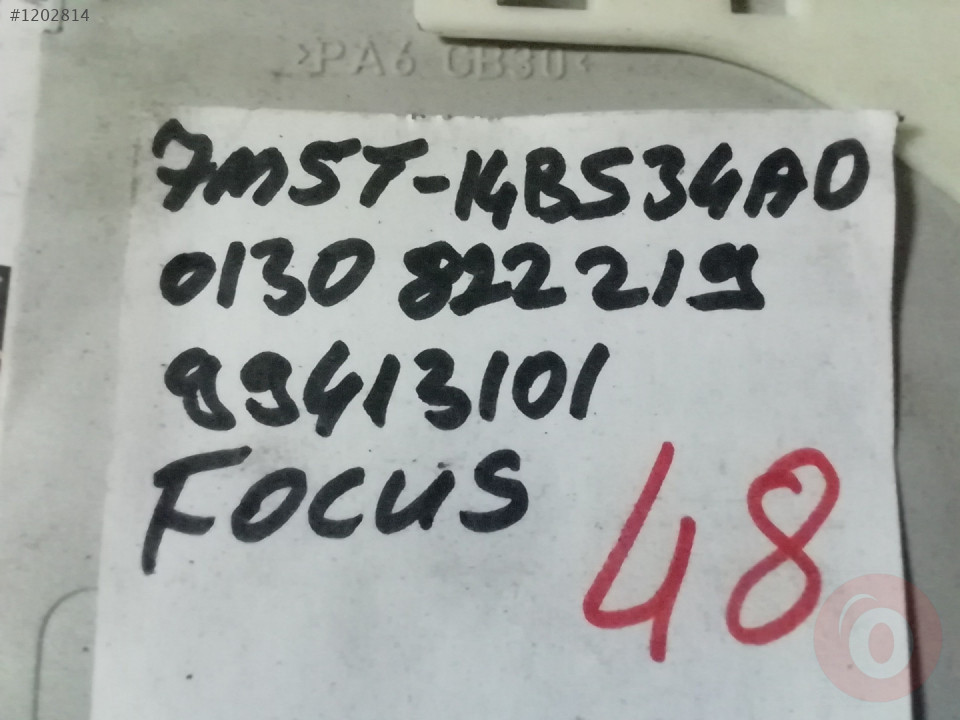 #1202814
>PA6 GB30<
7M5T-14B534AD
0130 822219
99413101
FOCUS
48